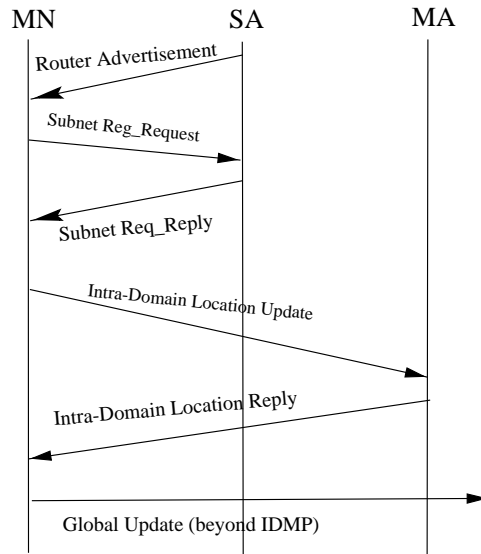 MN SA MA
Router Advertisement
Subnet Reg_Request
Subnet Req_Reply
Intra-Domain Location Update
Intra-Domain Location Reply
Global Update (beyond IDMP)